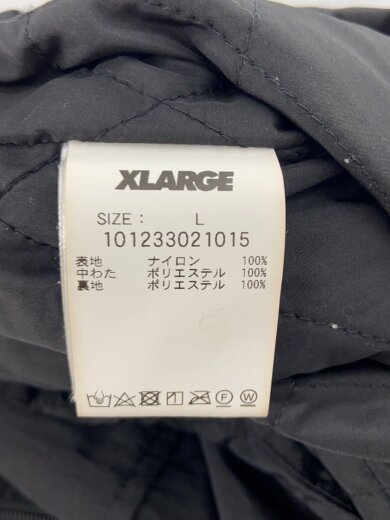 XLARGE
SIZE: L
101233021015
表地 ナイロン 100%
中わた ポリエステル 100%
裏地 ポリエステル 100%
F W